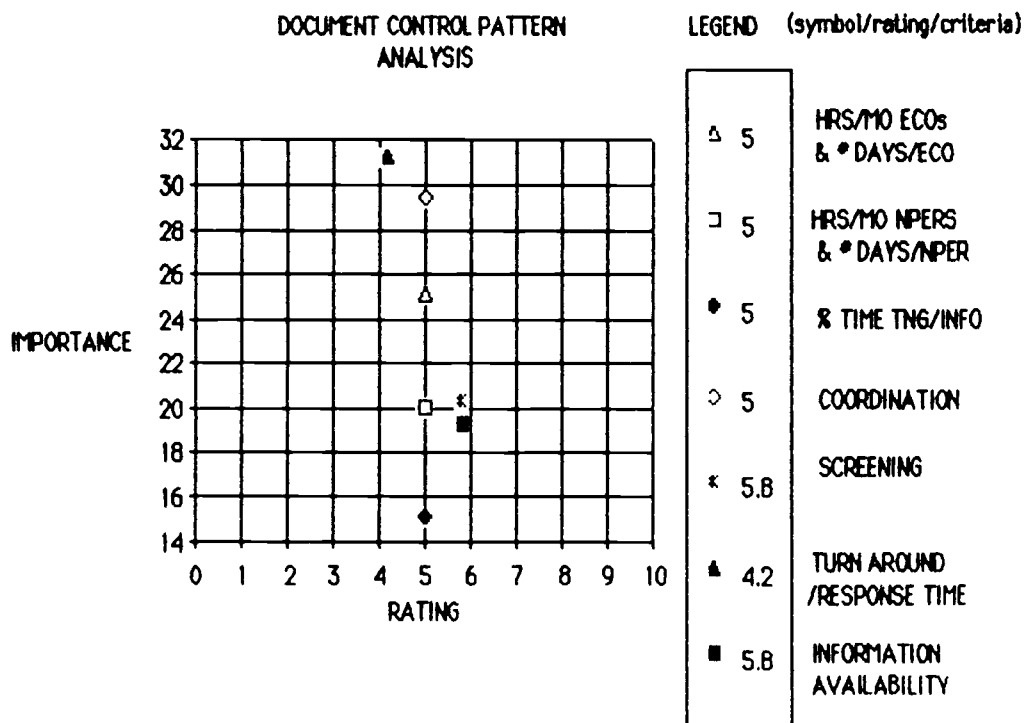 DOCUMENT CONTROL PATTERN
ANALYSIS
LEGEND (symbol/rating/criteria)
32
30
28
26
24
22
20
18
16
14
IMPORTANCE
0 1 2 3 4 5 6 7 8 9 10
RATING
5 HRS/MO ECOs
& # DAYS/ECO
5 HRS/MO NPERS
& # DAYS/NPER
5 % TIME TNG/INFO
5 COORDINATION
5.8 SCREENING
4.2 TURN AROUND
/RESPONSE TIME
5.8 INFORMATION
AVAILABILITY